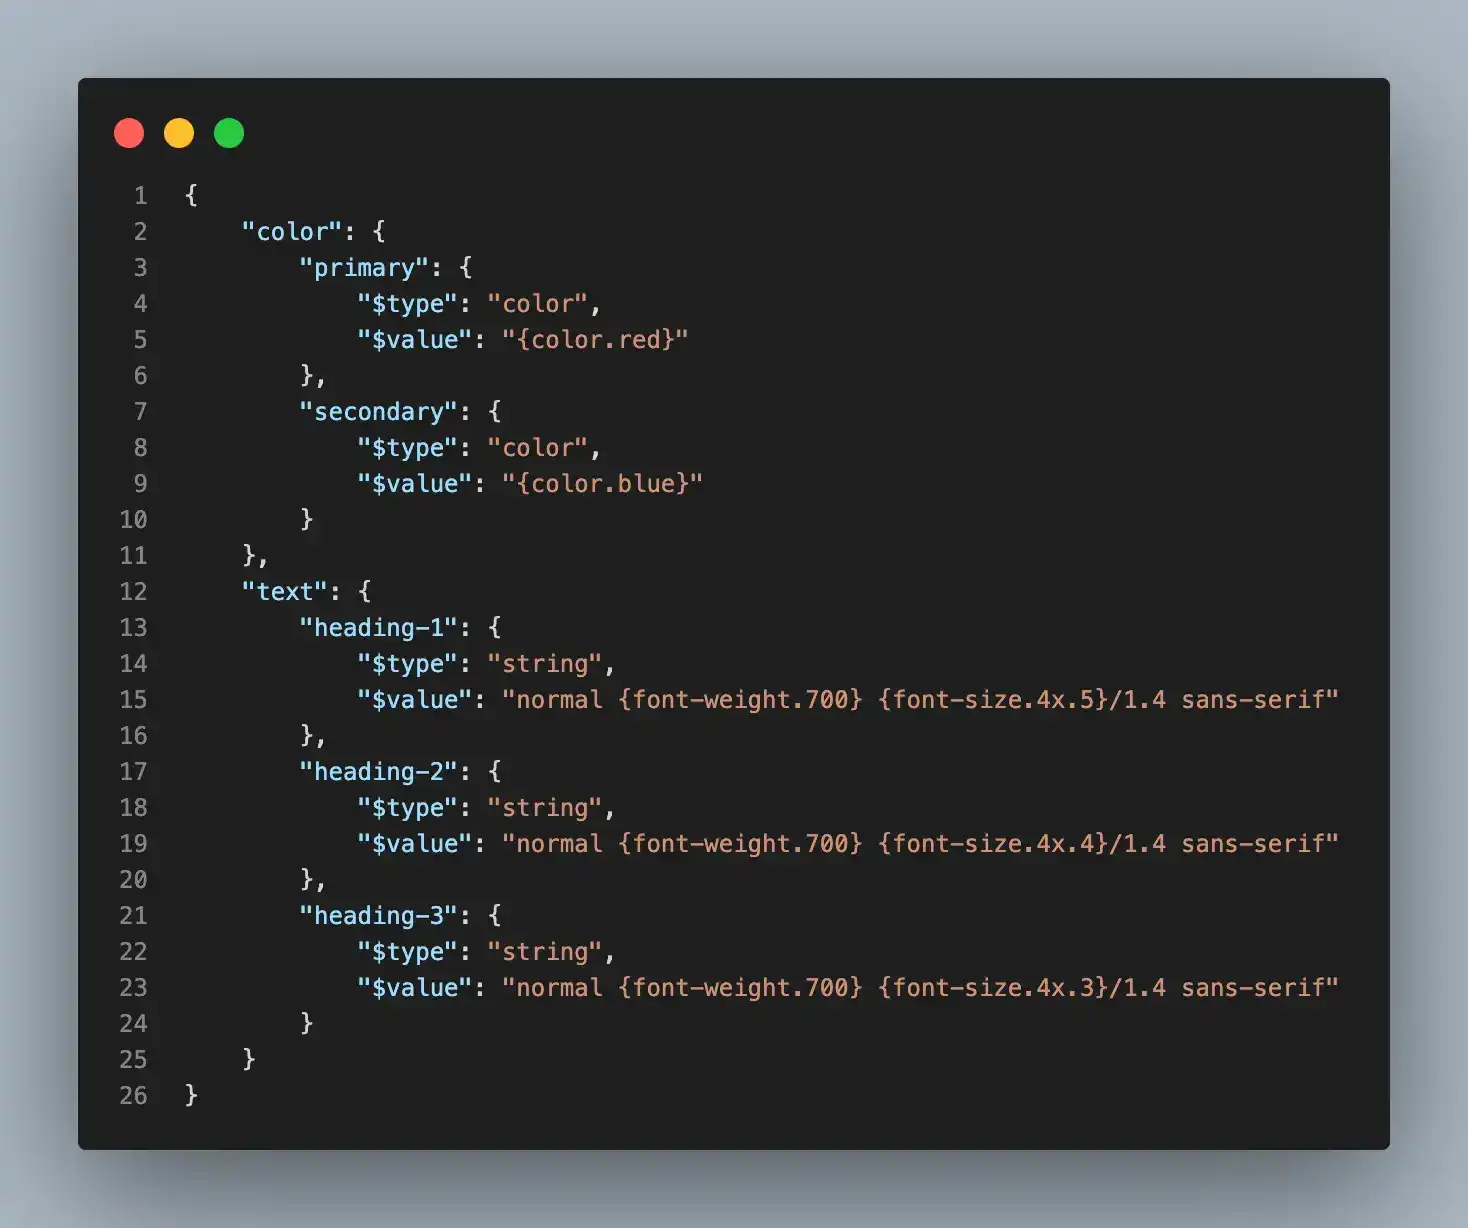 1 {
2     "color": {
3         "primary": {
4             "$type": "color",
5             "$value": "{color.red}"
6         },
7         "secondary": {
8             "$type": "color",
9             "$value": "{color.blue}"
10         }
11     },
12     "text": {
13         "heading-1": {
14             "$type": "string",
15             "$value": "normal {font-weight.700} {font-size.4x.5}/1.4 sans-serif"
16         },
17         "heading-2": {
18             "$type": "string",
19             "$value": "normal {font-weight.700} {font-size.4x.4}/1.4 sans-serif"
20         },
21         "heading-3": {
22             "$type": "string",
23             "$value": "normal {font-weight.700} {font-size.4x.3}/1.4 sans-serif"
24         }
25     }
26 }